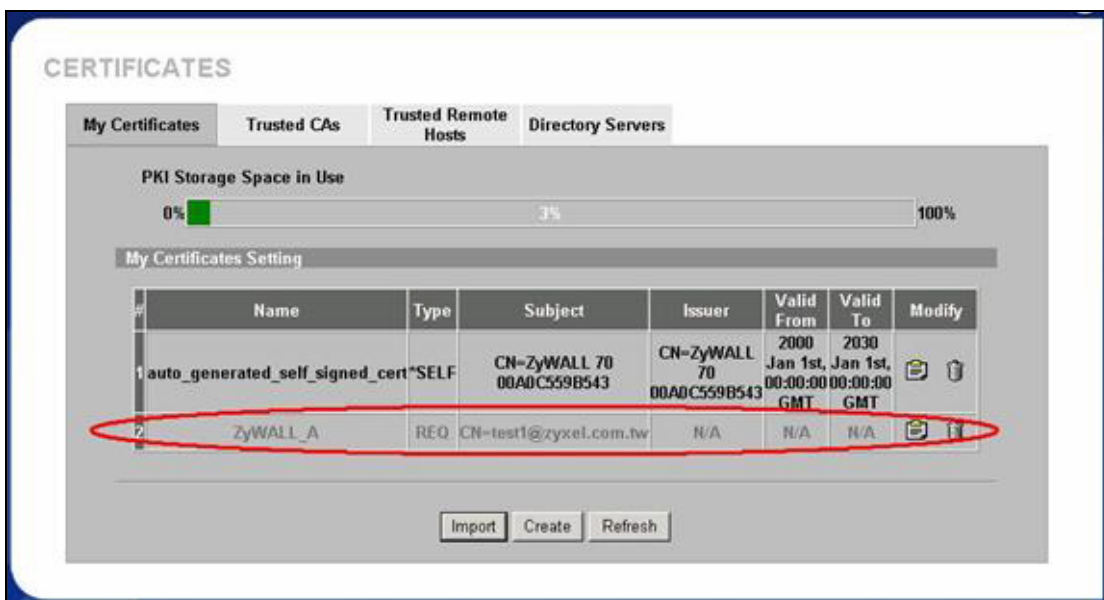 CERTIFICATES
My Certificates
Trusted CAs
Trusted Remote
Hosts
Directory Servers
PKI Storage Space in Use
0%
3%
100%
My Certificates Setting
# Name Type Subject Issuer Valid From Valid To Modify
1 auto_generated_self_signed_cert *SELF CN=ZyWALL 70 00A0C559B543 CN=ZyWALL 70 00A0C559B543 2000 Jan 1st, 00:00:00 GMT 2030 Jan 1st, 00:00:00 GMT
2 ZyWALL_A REQ CN=test1@zyxel.com.tw N/A N/A N/A
Import Create Refresh